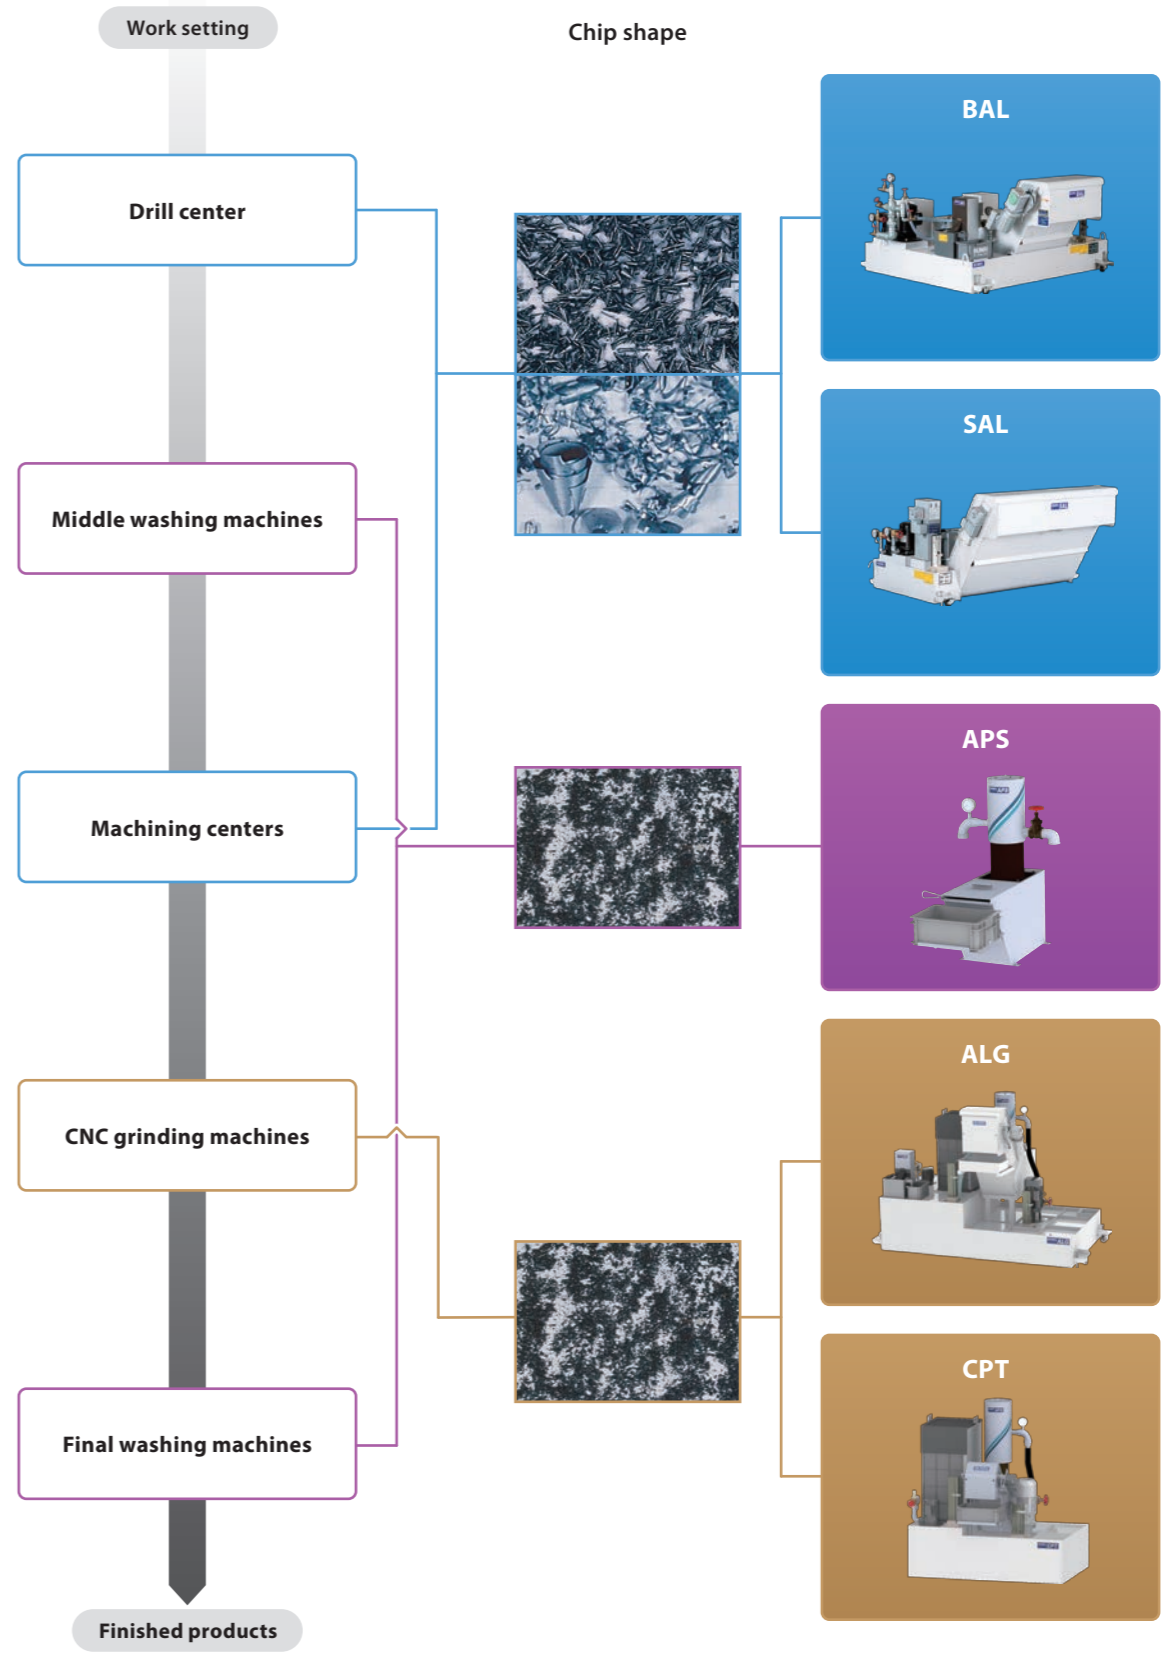 Work setting
Chip shape
BAL
Drill center
SAL
Middle washing machines
APS
Machining centers
ALG
CNC grinding machines
CPT
Final washing machines
Finished products